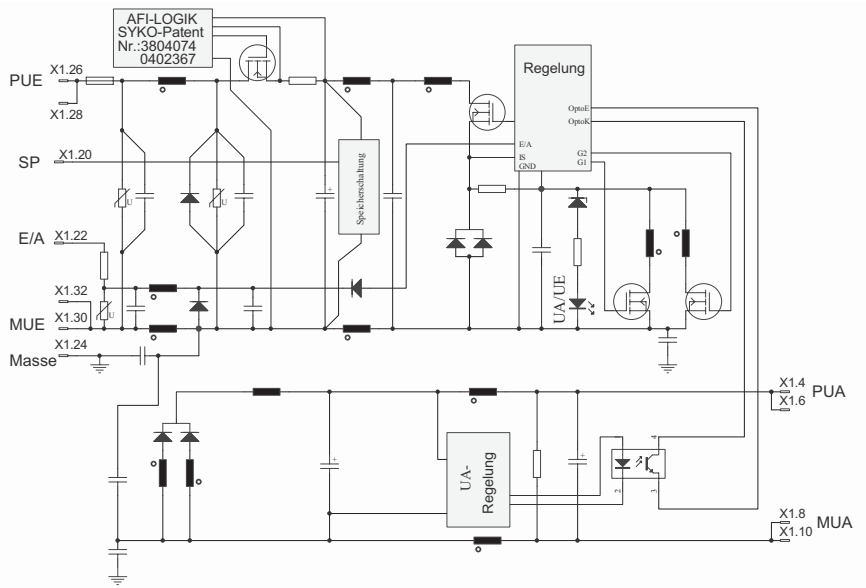 AFI-LOGIK
SYKO-Patent
Nr.:3804074
0402367
Regelung
OptoE
OptoK
E/A
IS
GND
G2
G1
PUE
X1.26
X1.28
SP
X1.20
Speicherschaltung
E/A
X1.22
X1.32
MUE
X1.30
Masse
X1.24
U
U
U
+
UA/UE
X1.4
PUA
X1.6
+
+
UA-
Regelung
4
2
3
X1.8
MUA
X1.10